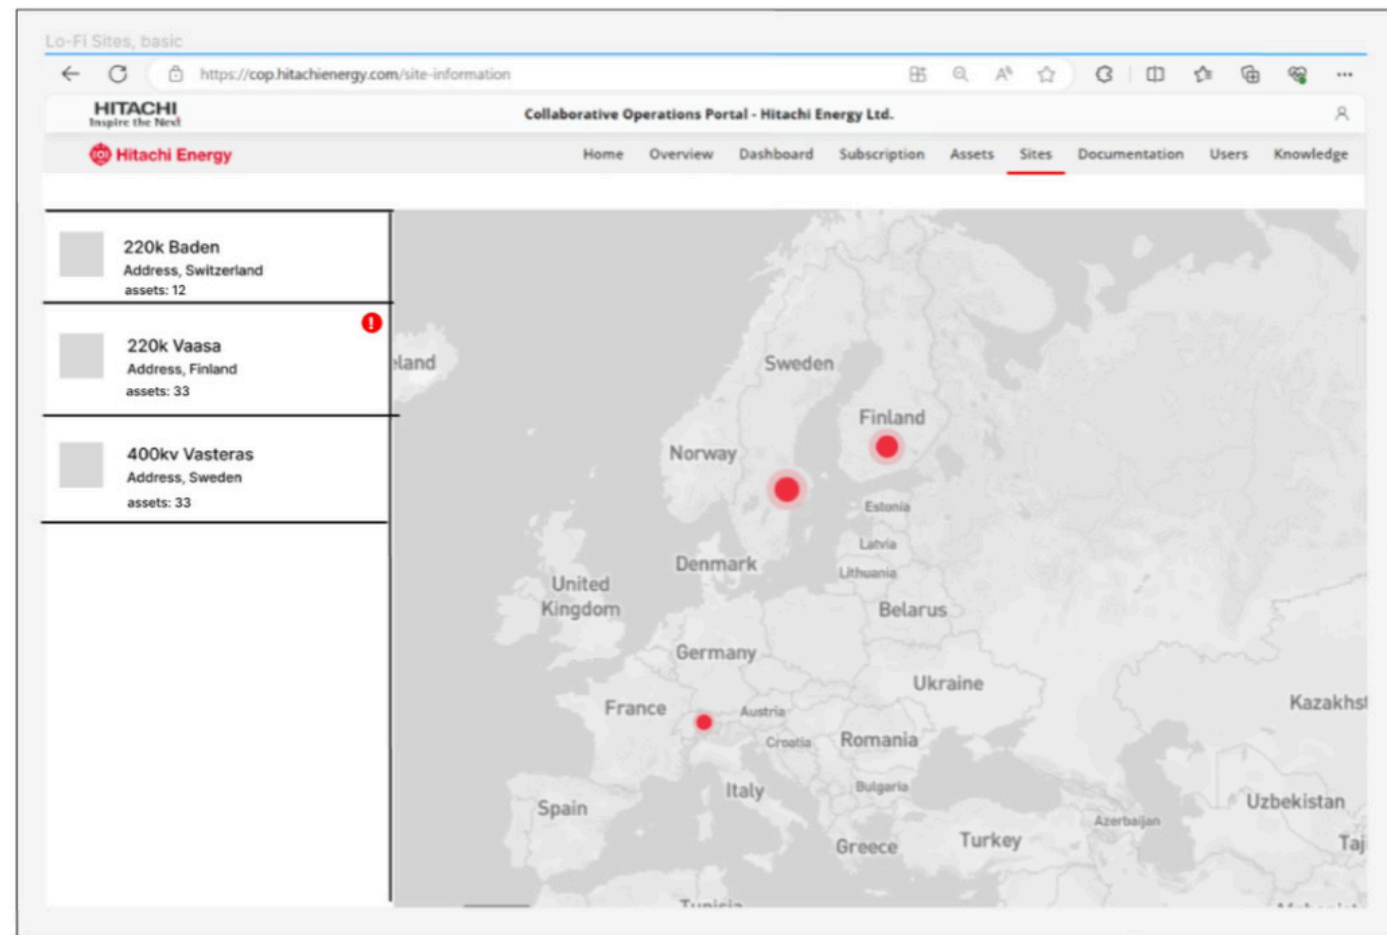 Lo-Fi Sites, basic
https://cop.hitachienergy.com/site-information
HITACHI
Inspire the Next
Collaborative Operations Portal - Hitachi Energy Ltd.
Hitachi Energy
Home Overview Dashboard Subscription Assets Sites Documentation Users Knowledge
220k Baden
Address, Switzerland
assets: 12
220k Vaasa
Address, Finland
assets: 33
400kv Vasteras
Address, Sweden
assets: 33
eland
Sweden
Finland
Norway
Estonia
Latvia
Denmark
Lithuania
United
Kingdom
Belarus
Germany
Ukraine
France
Austria
Kazakhst
Croatia
Romania
Italy
Bulgaria
Spain
Uzbekistan
Azerbaijan
Greece
Turkey
Taj
Tunisia